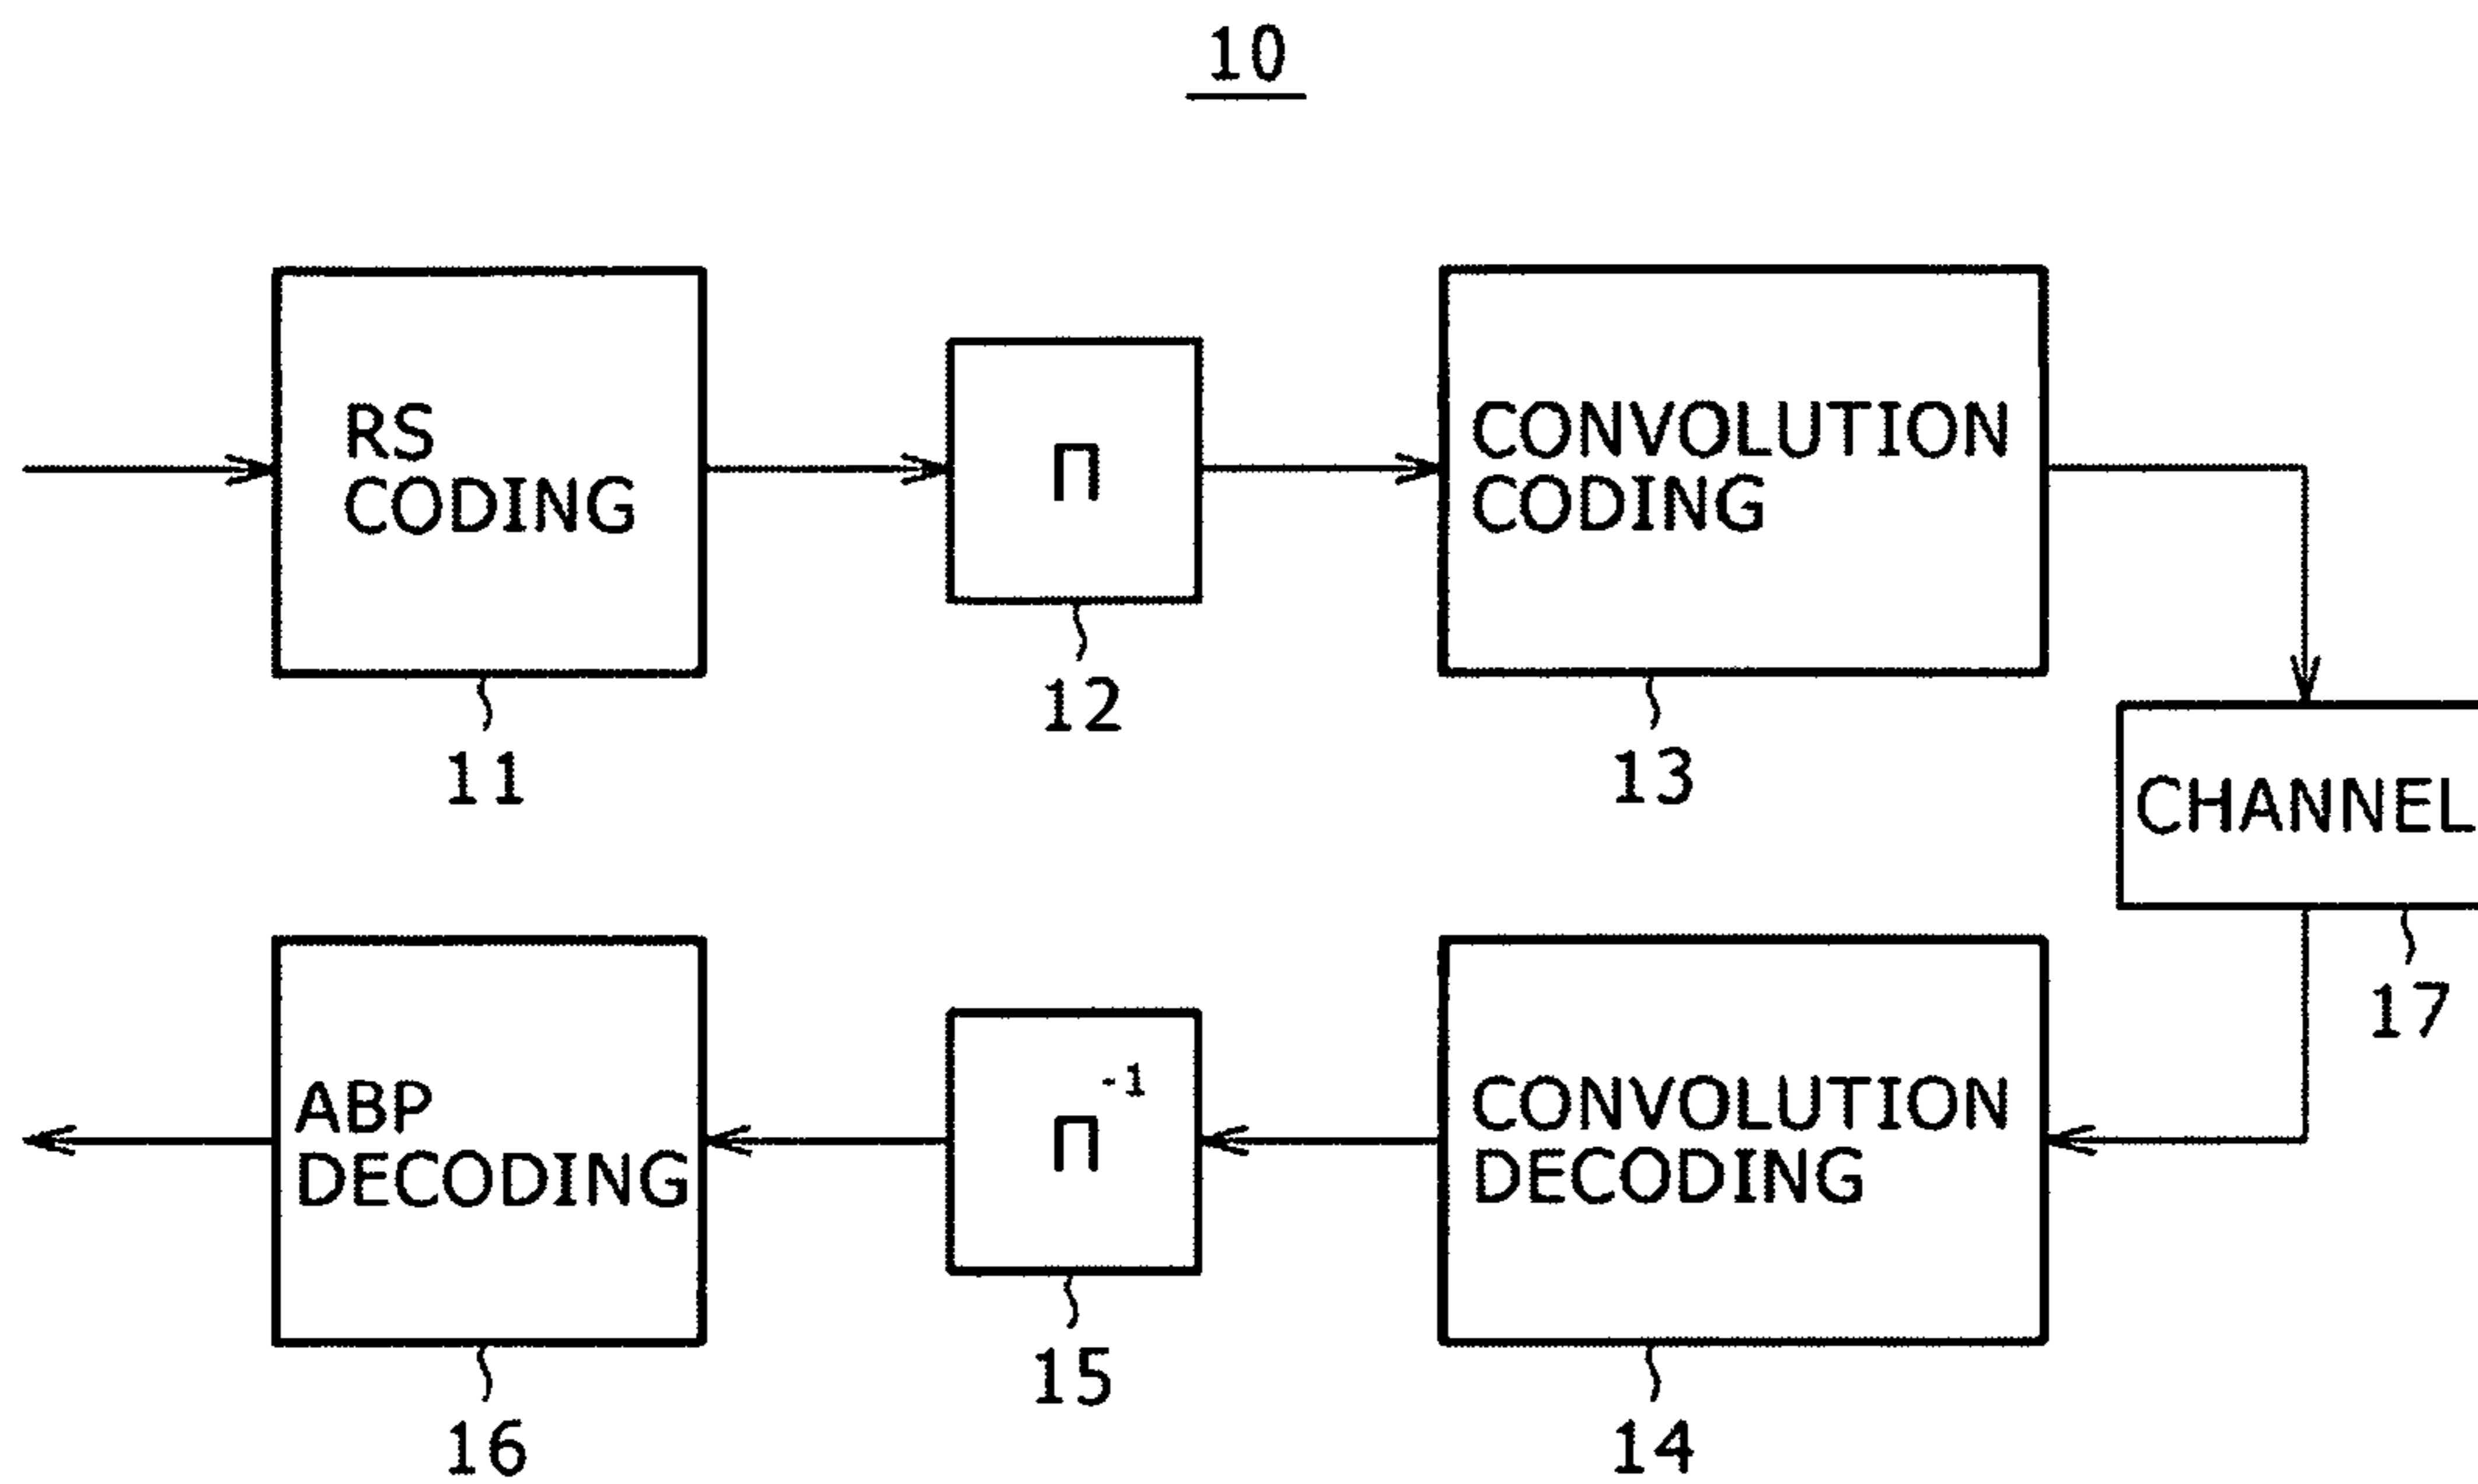 10
RS
CODING
Π
CONVOLUTION
CODING
11
12
13
CHANNEL
17
ABP
DECODING
Π-1
CONVOLUTION
DECODING
16
15
14